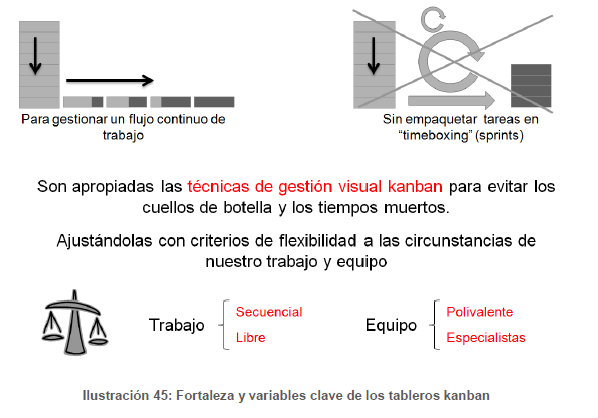 Para gestionar un flujo continuo de
trabajo
Sin empaquetar tareas en
“timeboxing” (sprints)
Son apropiadas las técnicas de gestión visual kanban para evitar los
cuellos de botella y los tiempos muertos.
Ajustándolas con criterios de flexibilidad a las circunstancias de
nuestro trabajo y equipo
Trabajo
Secuencial
Libre
Equipo
Polivalente
Especialistas
Ilustración 45: Fortaleza y variables clave de los tableros kanban